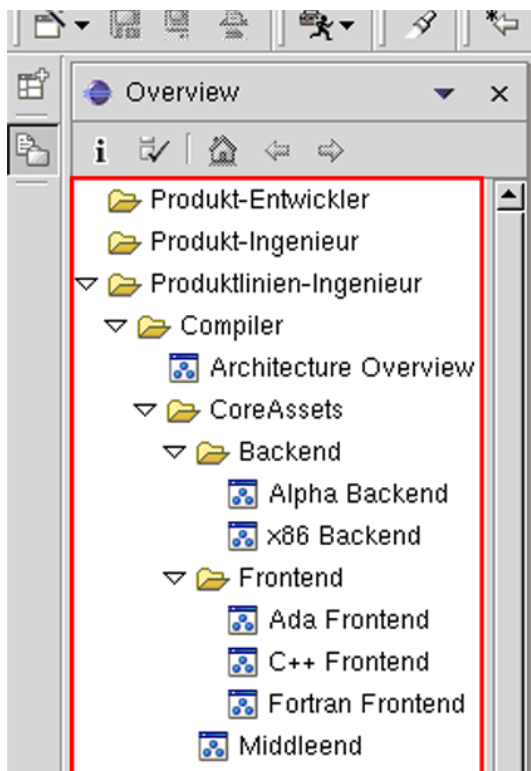 Overview
Produkt-Entwickler
Produkt-Ingenieur
Produktlinien-Ingenieur
Compiler
Architecture Overview
CoreAssets
Backend
Alpha Backend
x86 Backend
Frontend
Ada Frontend
C++ Frontend
Fortran Frontend
Middleend